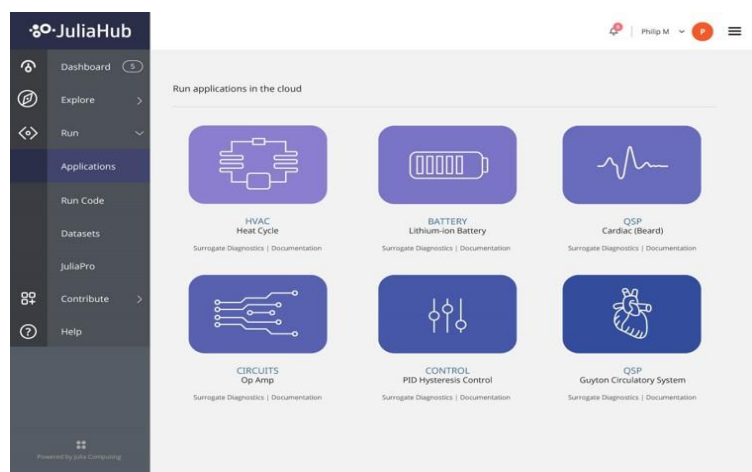 JuliaHub
Philip M
P
Dashboard 5
Explore
Run
Applications
Run Code
Datasets
JuliaPro
Contribute
Help
Powered by Julia Computing
Run applications in the cloud
HVAC
Heat Cycle
Surrogate Diagnostics | Documentation
BATTERY
Lithium-ion Battery
Surrogate Diagnostics | Documentation
QSP
Cardiac (Beard)
Surrogate Diagnostics | Documentation
CIRCUITS
Op Amp
Surrogate Diagnostics | Documentation
CONTROL
PID Hysteresis Control
Surrogate Diagnostics | Documentation
QSP
Guyton Circulatory System
Surrogate Diagnostics | Documentation